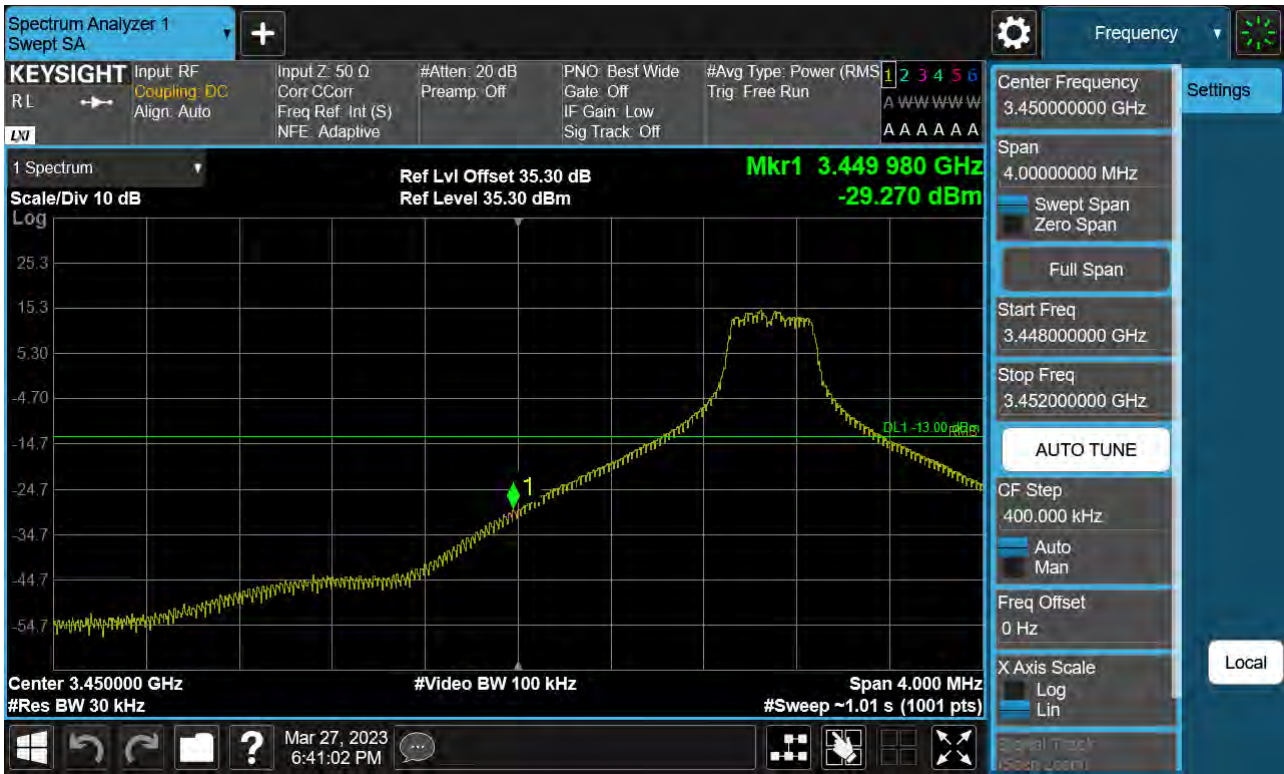 Spectrum Analyzer 1
Swept SA
+
Frequency
KEYSIGHT
RL
LXI
Input: RF
Coupling: DC
Align: Auto
Input Z: 50 Ω
Corr CCorr
Freq Ref: Int (S)
NFE: Adaptive
#Atten: 20 dB
Preamp: Off
PNO: Best Wide
Gate: Off
IF Gain: Low
Sig Track: Off
#Avg Type: Power (RMS
Trig: Free Run
1 2 3 4 5 6
A W W W W W
A A A A A A
1 Spectrum
Scale/Div 10 dB
Log
Ref Lvl Offset 35.30 dB
Ref Level 35.30 dBm
Mkr1 3.449 980 GHz
-29.270 dBm
25.3
15.3
5.30
-4.70
-14.7
-24.7
-34.7
-44.7
-54.7
1
DL1 -13.00 dBm
Center 3.450000 GHz
#Res BW 30 kHz
#Video BW 100 kHz
Span 4.000 MHz
#Sweep ~1.01 s (1001 pts)
?
Mar 27, 2023
6:41:02 PM
Center Frequency
3.450000000 GHz
Span
4.00000000 MHz
Swept Span
Zero Span
Full Span
Start Freq
3.448000000 GHz
Stop Freq
3.452000000 GHz
AUTO TUNE
CF Step
400.000 kHz
Auto
Man
Freq Offset
0 Hz
X Axis Scale
Log
Lin
Signal Track
(Span Zoom)
Settings
Local